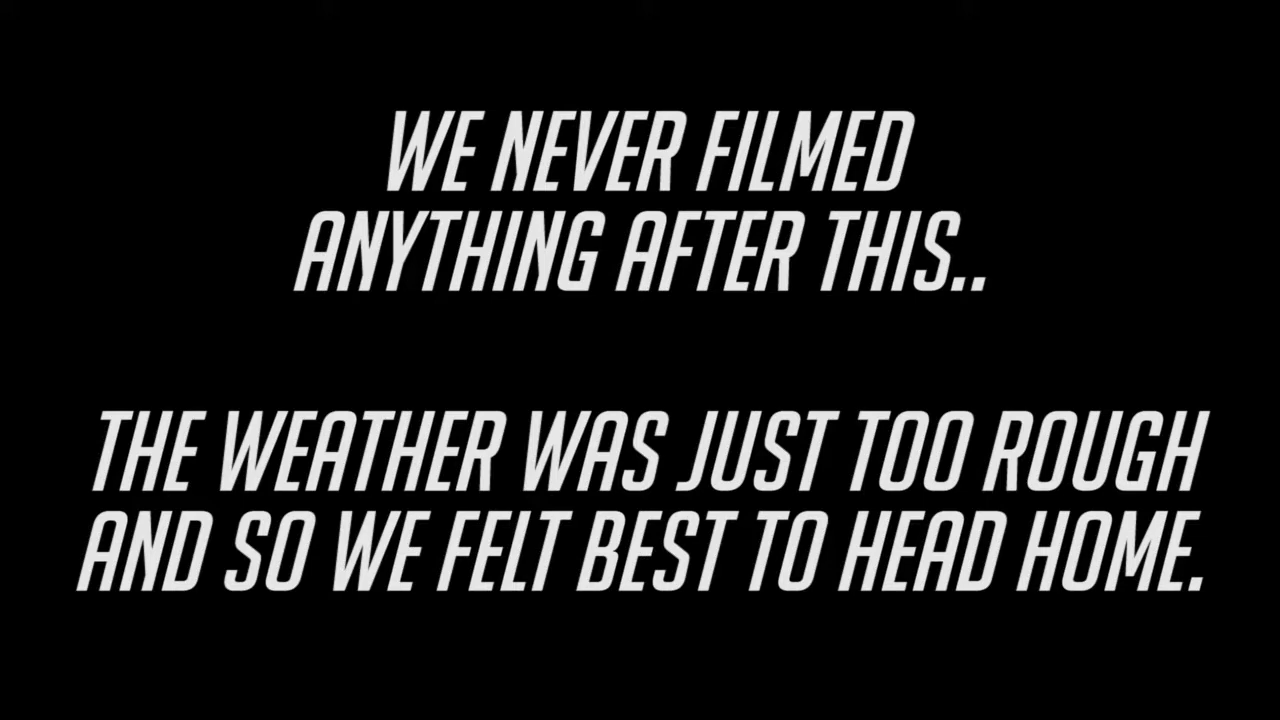 WE NEVER FILMED
ANYTHING AFTER THIS..
THE WEATHER WAS JUST TOO ROUGH
AND SO WE FELT BEST TO HEAD HOME.